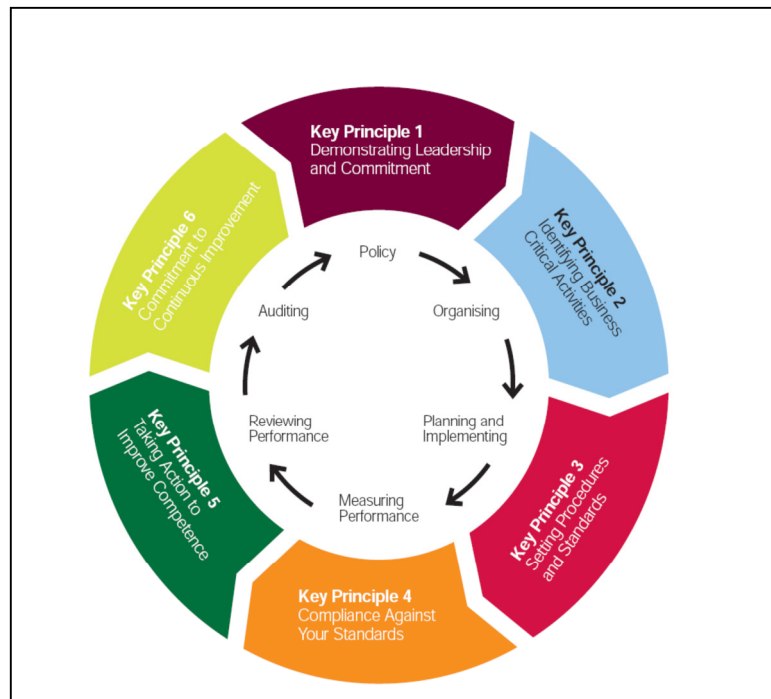 Key Principle 1
Demonstrating Leadership
and Commitment
Key Principle 2
Identifying Business
Critical Activities
Key Principle 3
Setting Procedures
and Standards
Key Principle 4
Compliance Against
Your Standards
Key Principle 5
Taking Action to
Improve Competence
Key Principle 6
Commitment to
Continuous Improvement
Policy
Organising
Planning and
Implementing
Measuring
Performance
Reviewing
Performance
Auditing